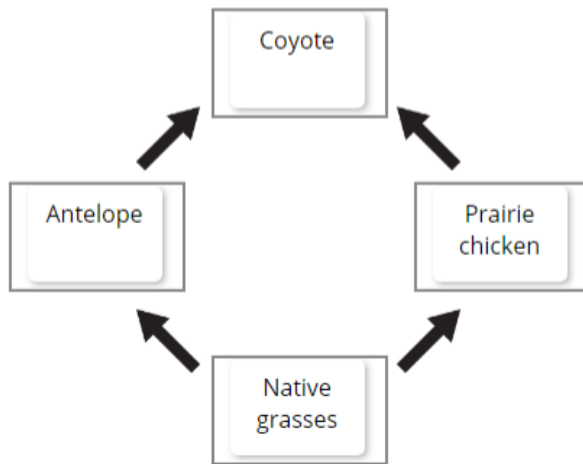 Coyote
Antelope
Prairie
chicken
Native
grasses